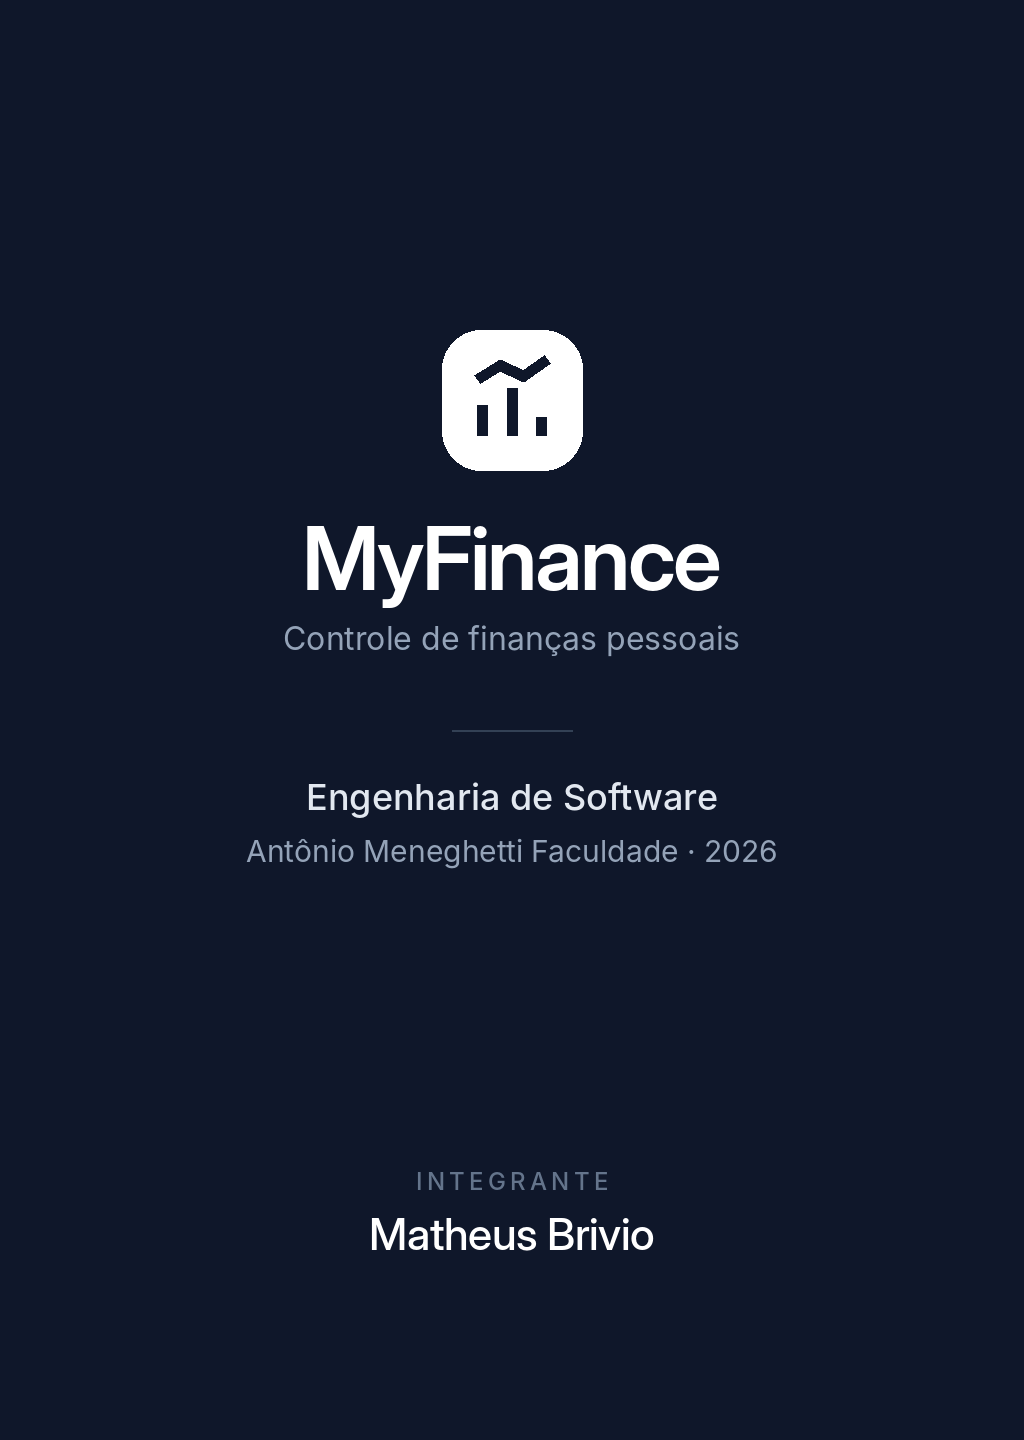 MyFinance
Controle de finanças pessoais
Engenharia de Software
Antônio Meneghetti Faculdade · 2026
INTEGRANTE
Matheus Brivio